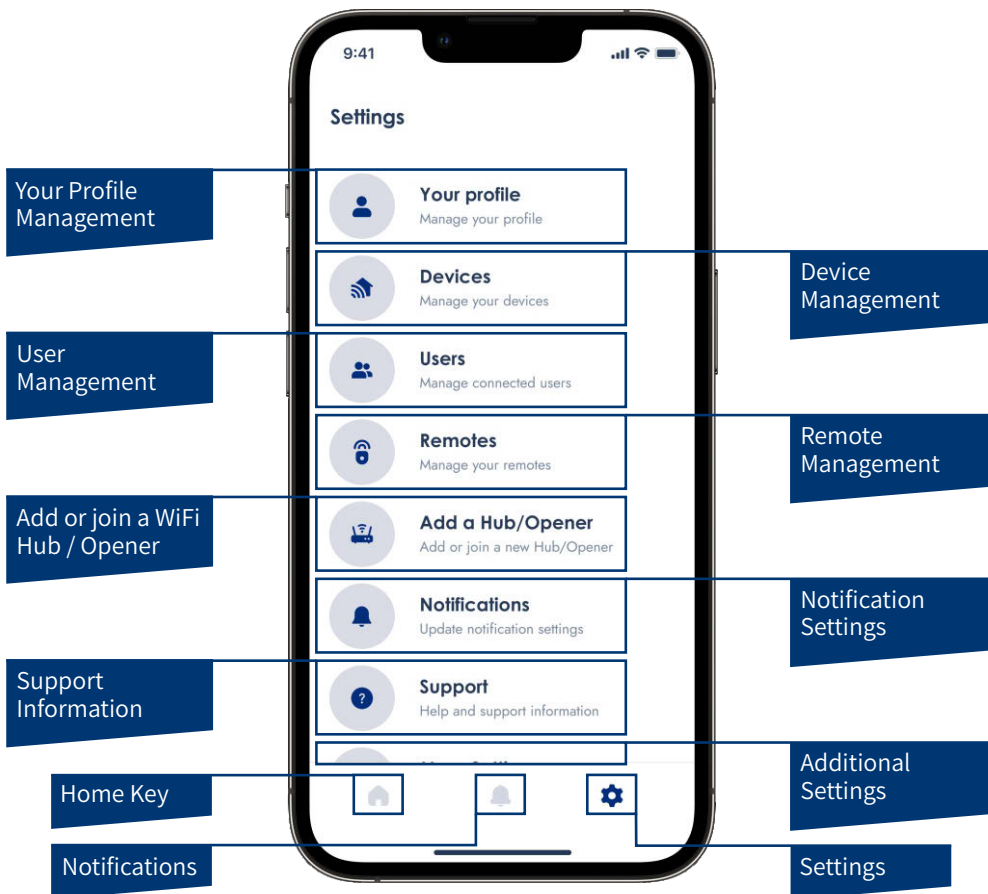 9:41
Settings
Your Profile
Management
Your profile
Manage your profile
Devices
Manage your devices
Device
Management
User
Management
Users
Manage connected users
Remotes
Manage your remotes
Remote
Management
Add or join a WiFi
Hub / Opener
Add a Hub/Opener
Add or join a new Hub/Opener
Notifications
Update notification settings
Notification
Settings
Support
Information
Support
Help and support information
Additional
Settings
Home Key
Notifications
Settings